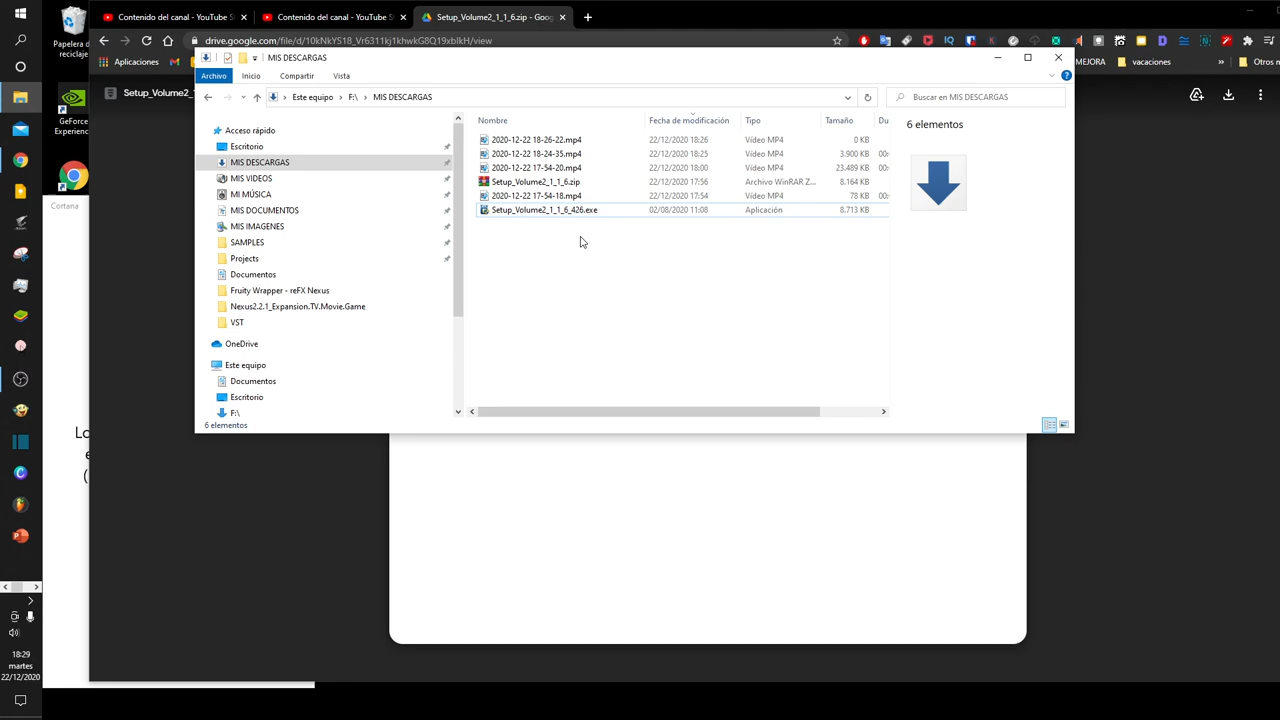 Contenido del canal - YouTube S
Contenido del canal - YouTube S
Setup_Volume2_1_1_6.zip - Goog
drive.google.com/file/d/10kNkYS18_Vr6311kj1khwkG8Q19xblkH/view
Aplicaciones
MEJORA
vacaciones
Otros m
Papelera d
reciclaje
GeForce
Experienc
Setup_Volume2_1
MIS DESCARGAS
Archivo
Inicio
Compartir
Vista
Este equipo
F:\
MIS DESCARGAS
Buscar en MIS DESCARGAS
Acceso rápido
Escritorio
MIS DESCARGAS
MIS VIDEOS
MI MÚSICA
MIS DOCUMENTOS
MIS IMAGENES
SAMPLES
Projects
Documentos
Fruity Wrapper - reFX Nexus
Nexus2.2.1_Expansion.TV.Movie.Game
VST
OneDrive
Este equipo
Documentos
Escritorio
F:\
Nombre Fecha de modificación Tipo Tamaño Du
2020-12-22 18-26-22.mp4 22/12/2020 18:26 Vídeo MP4 0 KB
2020-12-22 18-24-35.mp4 22/12/2020 18:25 Vídeo MP4 3.900 KB 00:
2020-12-22 17-54-20.mp4 22/12/2020 18:00 Vídeo MP4 23.489 KB 00:
Setup_Volume2_1_1_6.zip 22/12/2020 17:56 Archivo WinRAR Z... 8.164 KB
2020-12-22 17-54-18.mp4 22/12/2020 17:54 Vídeo MP4 78 KB 00:
Setup_Volume2_1_1_6_426.exe 02/08/2020 11:08 Aplicación 8.713 KB
6 elementos
6 elementos
Cortana
Lo
e
(
18:29
martes
22/12/2020